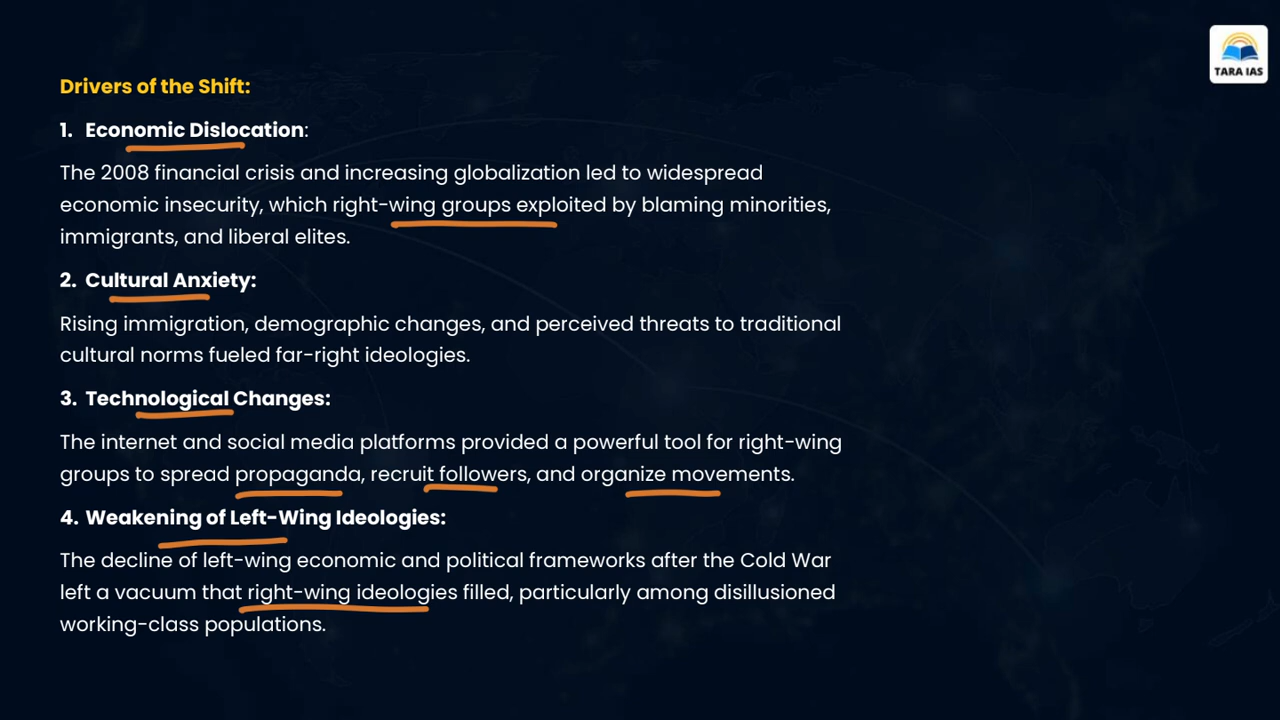 TARA IAS
Drivers of the Shift:
1. Economic Dislocation:
The 2008 financial crisis and increasing globalization led to widespread
economic insecurity, which right-wing groups exploited by blaming minorities,
immigrants, and liberal elites.
2. Cultural Anxiety:
Rising immigration, demographic changes, and perceived threats to traditional
cultural norms fueled far-right ideologies.
3. Technological Changes:
The internet and social media platforms provided a powerful tool for right-wing
groups to spread propaganda, recruit followers, and organize movements.
4. Weakening of Left-Wing Ideologies:
The decline of left-wing economic and political frameworks after the Cold War
left a vacuum that right-wing ideologies filled, particularly among disillusioned
working-class populations.